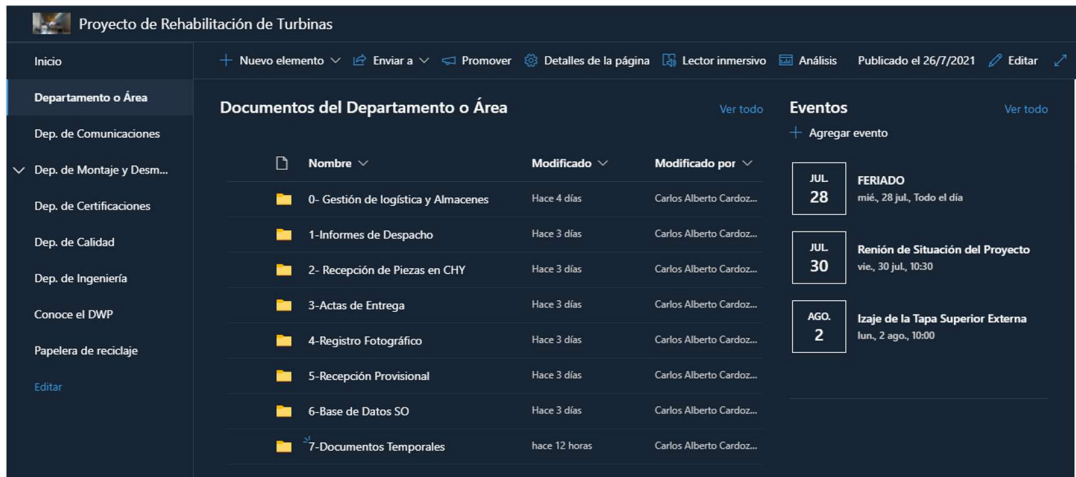 Proyecto de Rehabilitación de Turbinas
Inicio
Departamento o Área
Dep. de Comunicaciones
Dep. de Montaje y Desm...
Dep. de Certificaciones
Dep. de Calidad
Dep. de Ingeniería
Conoce el DWP
Papelera de reciclaje
Editar
Nuevo elemento Enviar a Promover Detalles de la página Lector inmersivo Análisis Publicado el 26/7/2021 Editar
Documentos del Departamento o Área Ver todo
Nombre Modificado Modificado por
0- Gestión de logística y Almacenes Hace 4 días Carlos Alberto Cardoz...
1-Informes de Despacho Hace 3 días Carlos Alberto Cardoz...
2- Recepción de Piezas en CHY Hace 3 días Carlos Alberto Cardoz...
3-Actas de Entrega Hace 3 días Carlos Alberto Cardoz...
4-Registro Fotográfico Hace 3 días Carlos Alberto Cardoz...
5-Recepción Provisional Hace 3 días Carlos Alberto Cardoz...
6-Base de Datos SO Hace 3 días Carlos Alberto Cardoz...
7-Documentos Temporales hace 12 horas Carlos Alberto Cardoz...
Eventos Ver todo
Agregar evento
JUL. 28
FERIADO
mié., 28 jul., Todo el día
JUL. 30
Renión de Situación del Proyecto
vie., 30 jul., 10:30
AGO. 2
Izaje de la Tapa Superior Externa
lun., 2 ago., 10:00